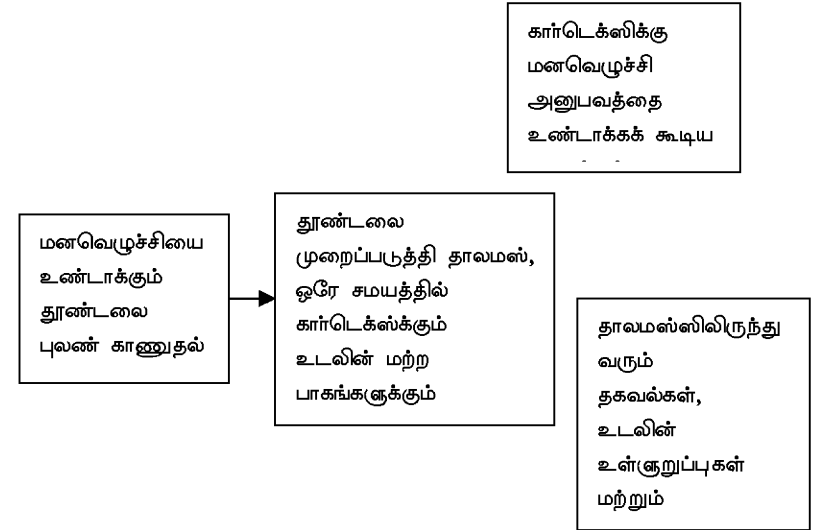 கார்டெக்ஸிக்கு
மனவெழுச்சி
அனுபவத்தை
உண்டாக்கக் கூடிய
மனவெழுச்சியை
உண்டாக்கும்
தூண்டலை
புலண் காணுதல்
தூண்டலை
முறைப்படுத்தி தாலமஸ்,
ஒரே சமயத்தில்
கார்டெக்ஸ்க்கும்
உடலின் மற்ற
பாகங்களுக்கும்
தாலமஸ்ஸிலிருந்து
வரும்
தகவல்கள்,
உடலின்
உள்ளுறுப்புகள்
மற்றும்